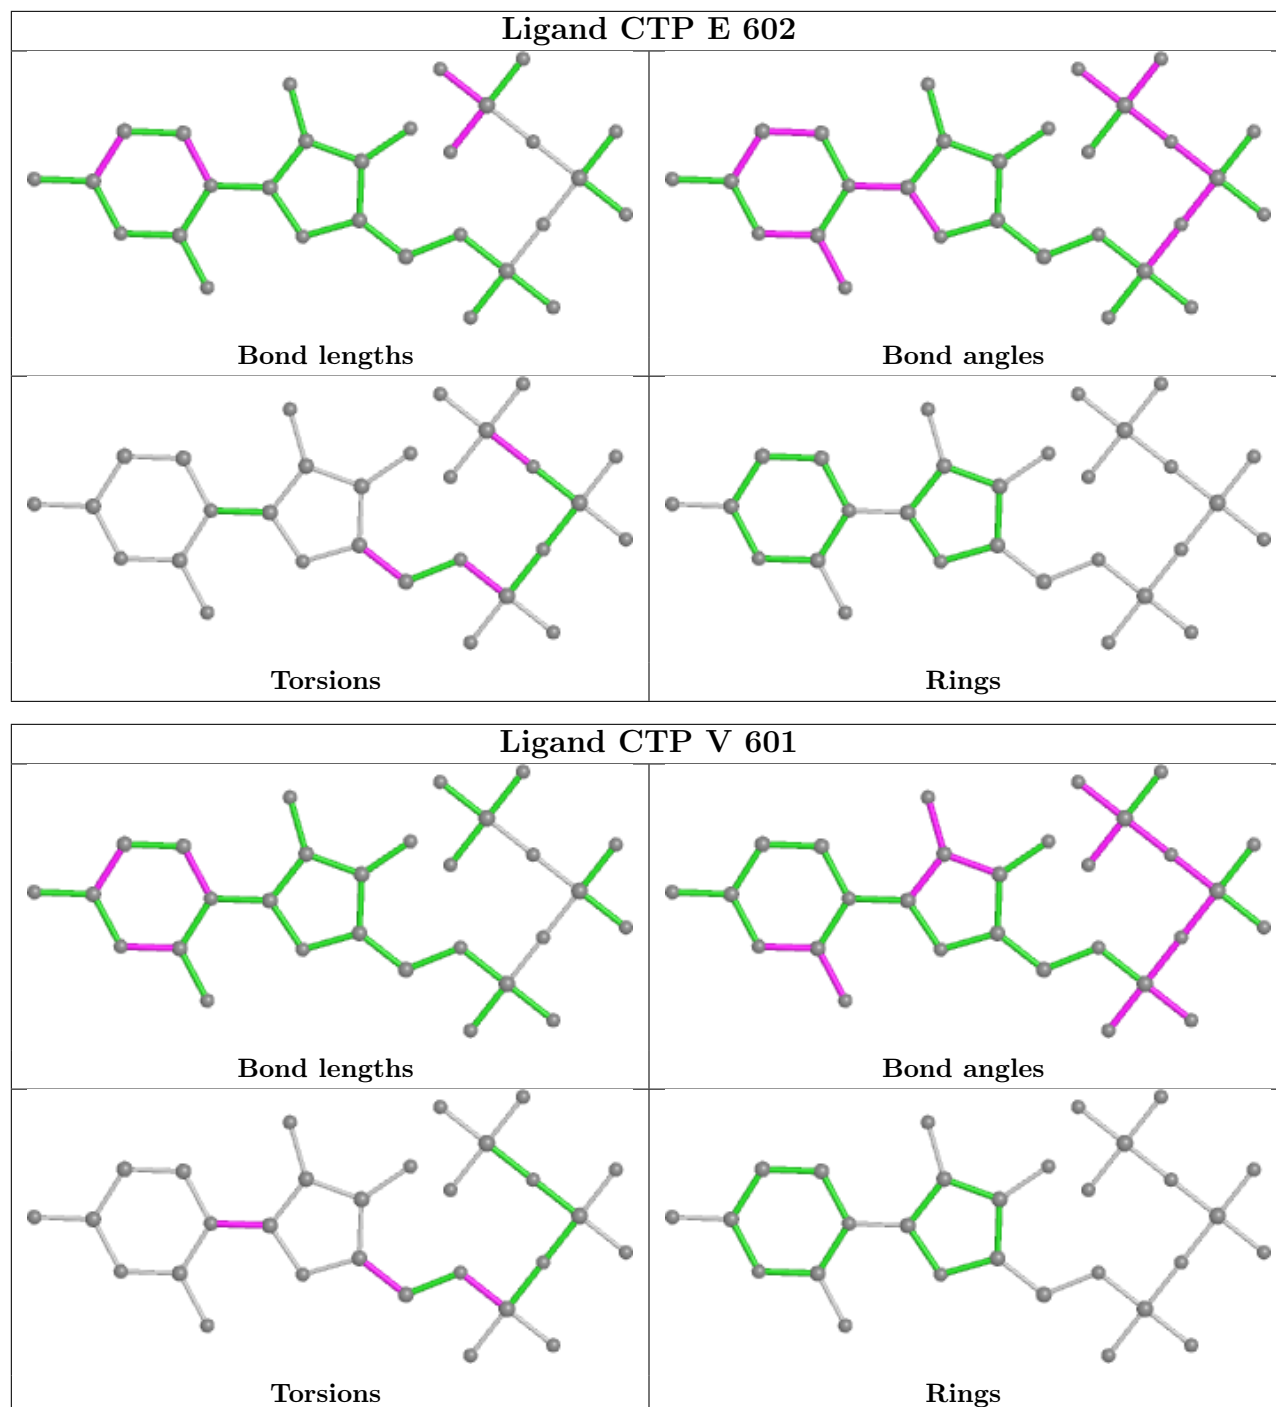 Ligand CTP E 602
Bond lengths
Bond angles
Torsions
Rings
Ligand CTP V 601
Bond lengths
Bond angles
Torsions
Rings